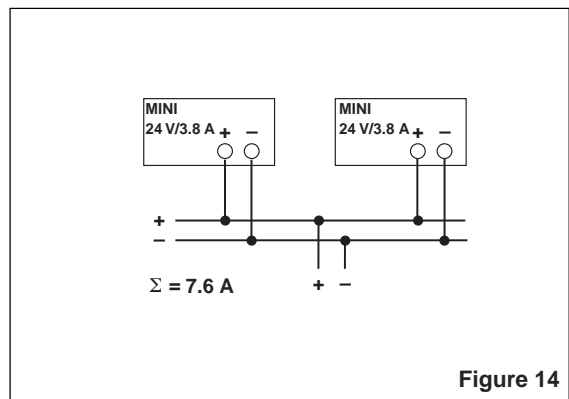 MINI
24 V/3.8 A + −
MINI
24 V/3.8 A + −
+
−
Σ = 7.6 A
+ −
Figure 14